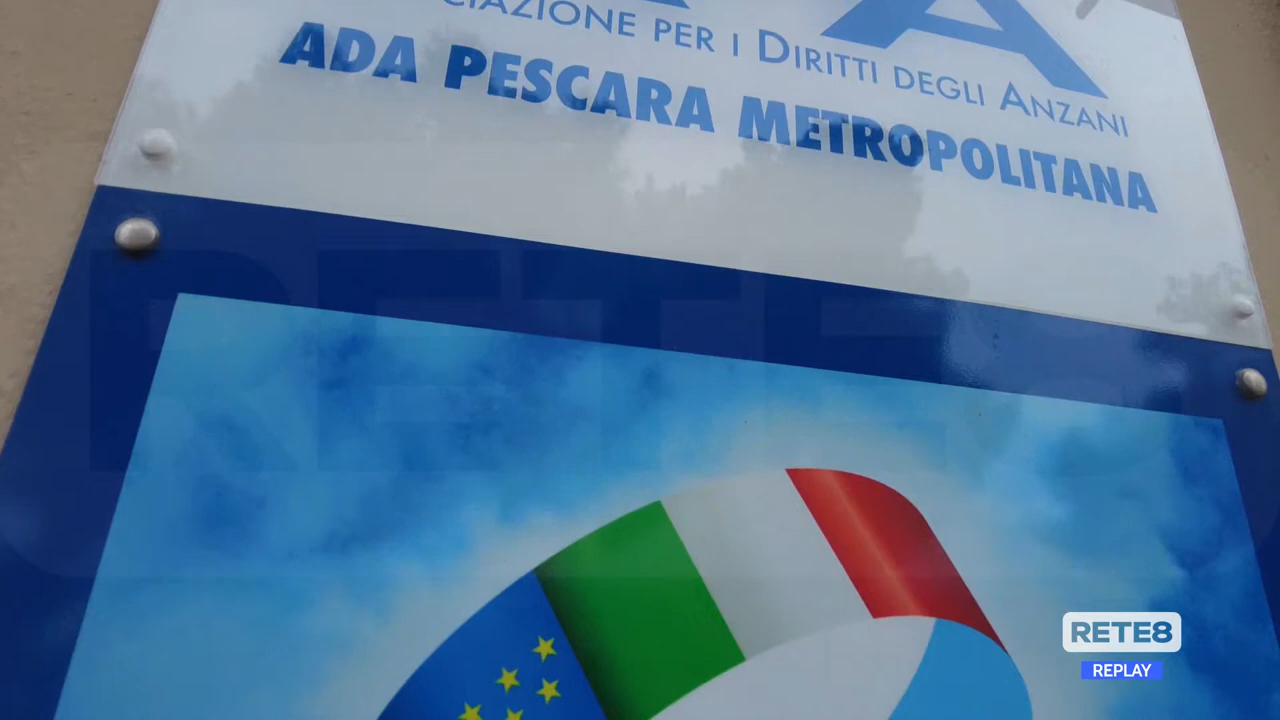 CIAZIONE PER I DIRITTI DEGLI ANZANI
ADA PESCARA METROPOLITANA
RETE8
REPLAY